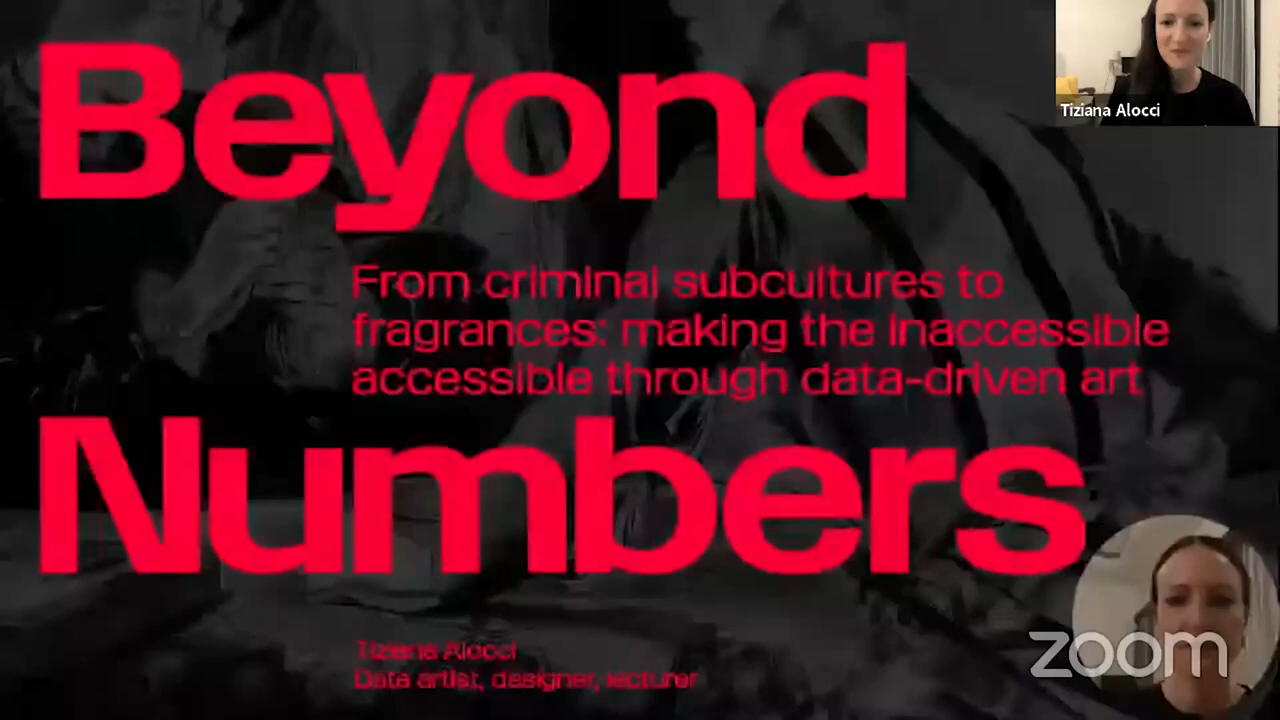 Beyond
Tiziana Alocci
From criminal subcultures to
fragrances: making the inaccessible
accessible through data-driven art
Numbers
Tiziana Alocci
Data artist, designer, lecturer
zoom